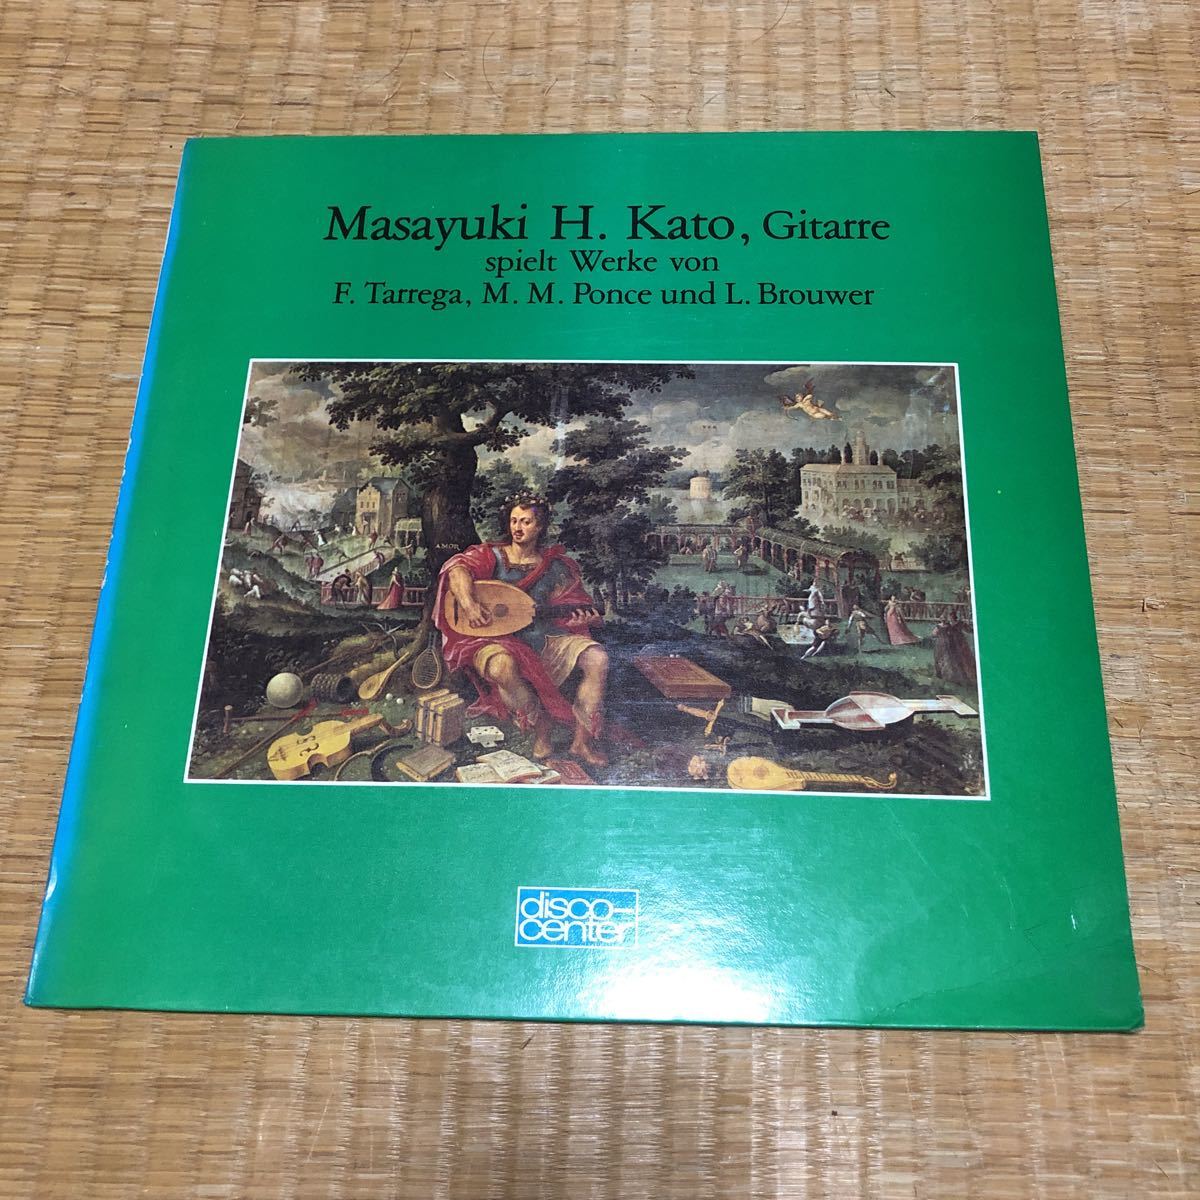 Masayuki H. Kato, Gitarre
spielt Werke von
F. Tarrega, M. M. Ponce und L. Brouwer
AMOR
disco-
center